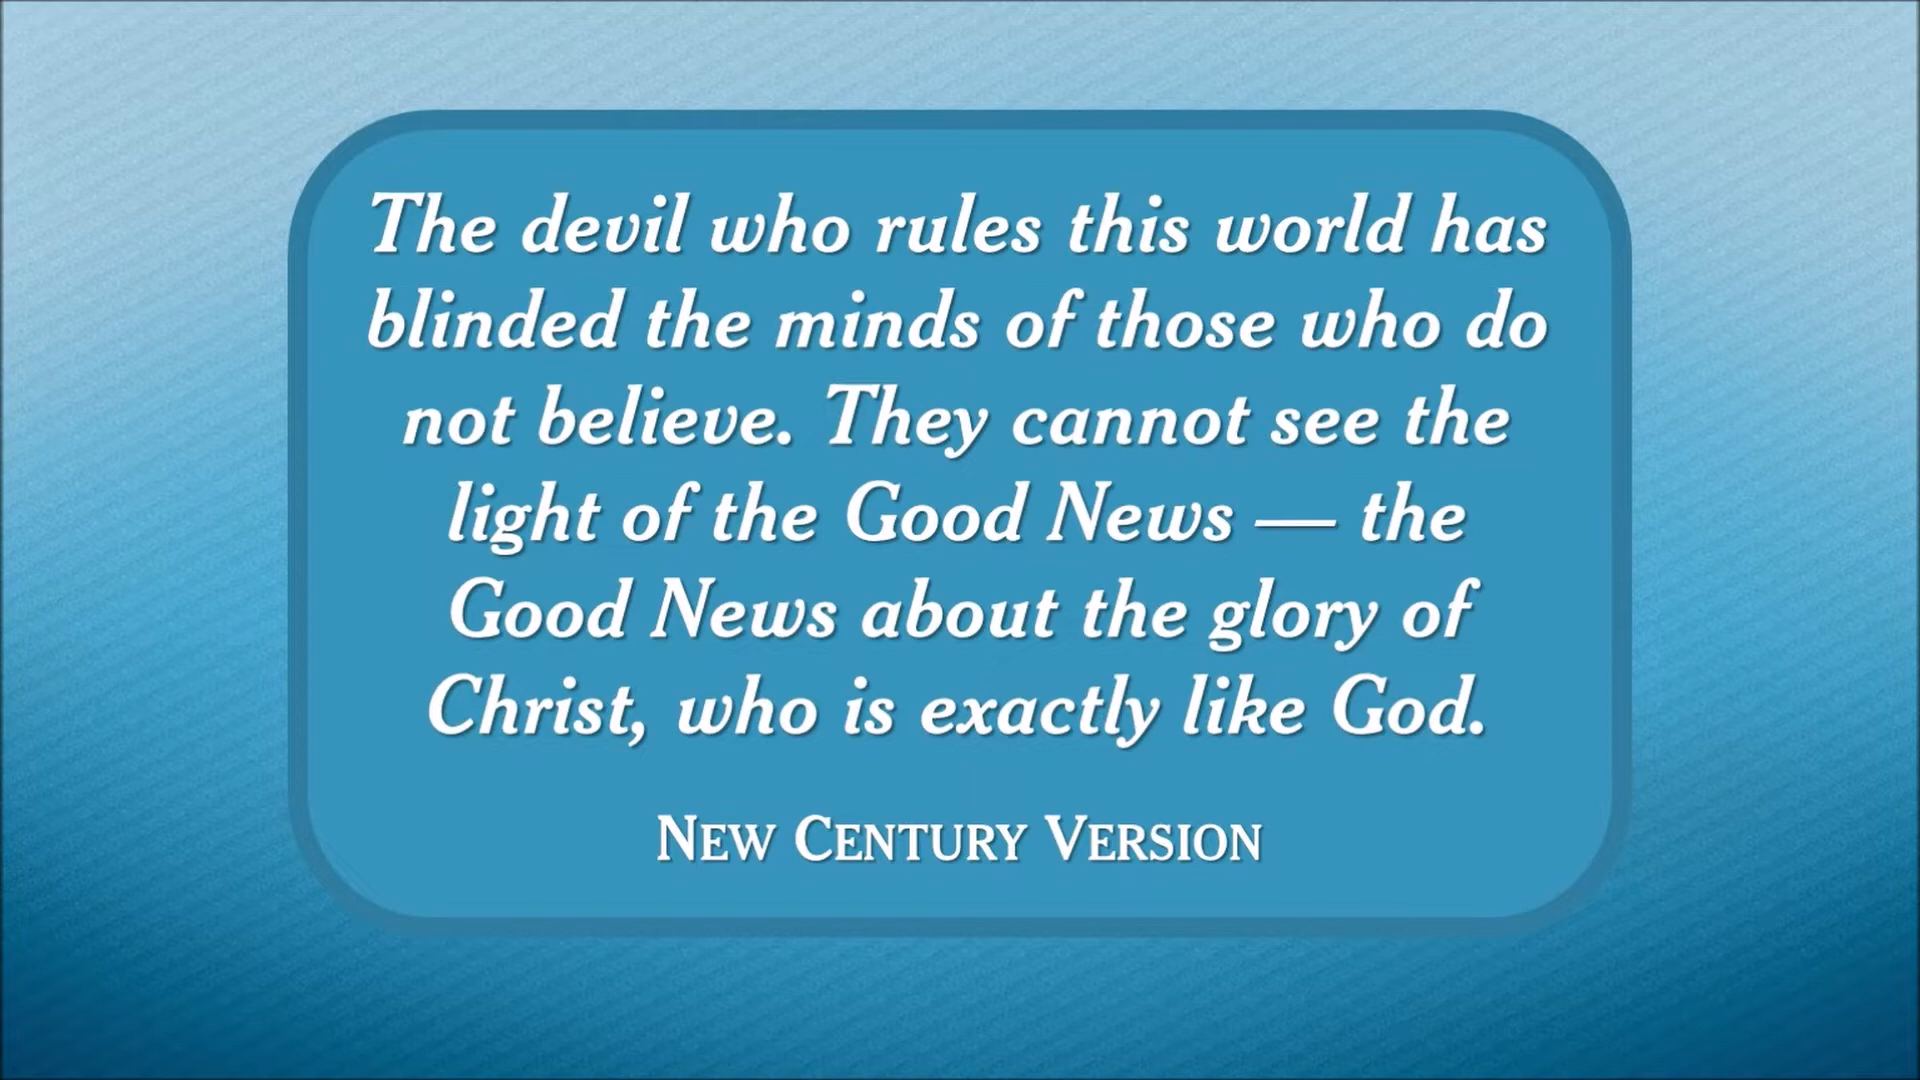 The devil who rules this world has
blinded the minds of those who do
not believe. They cannot see the
light of the Good News — the
Good News about the glory of
Christ, who is exactly like God.
NEW CENTURY VERSION